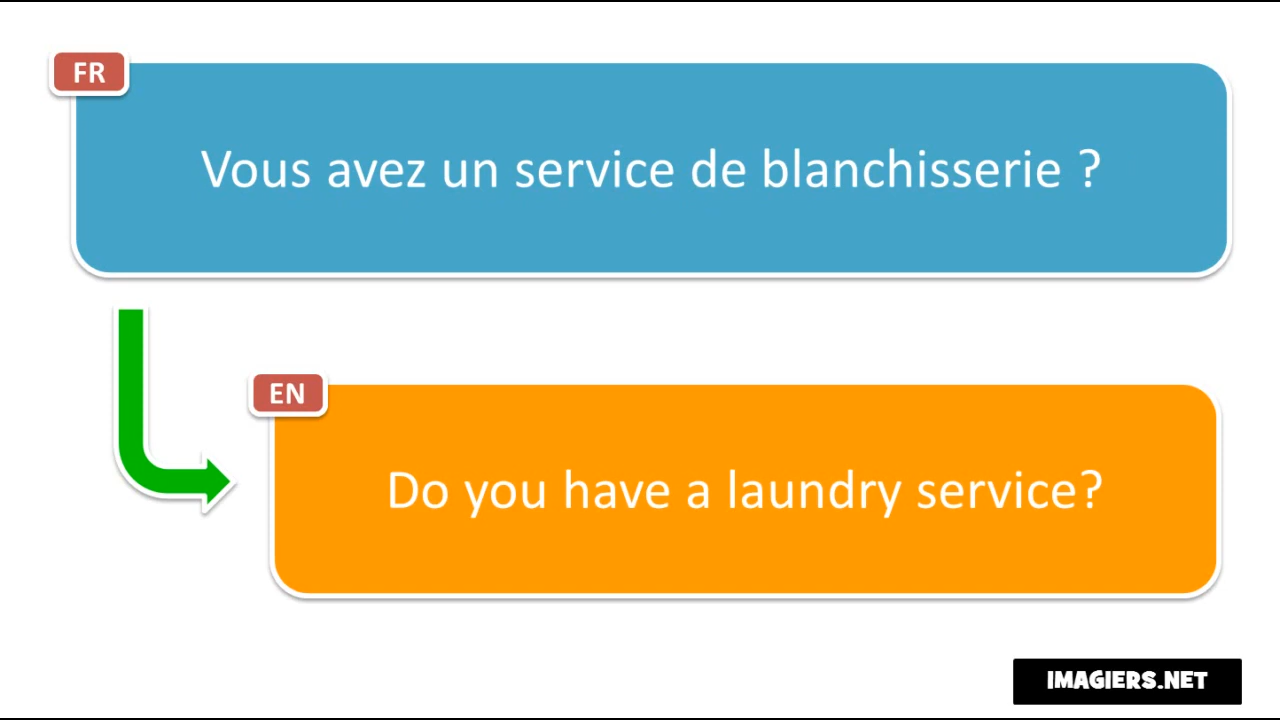 FR
Vous avez un service de blanchisserie ?
EN
Do you have a laundry service?
IMAGIERS.NET